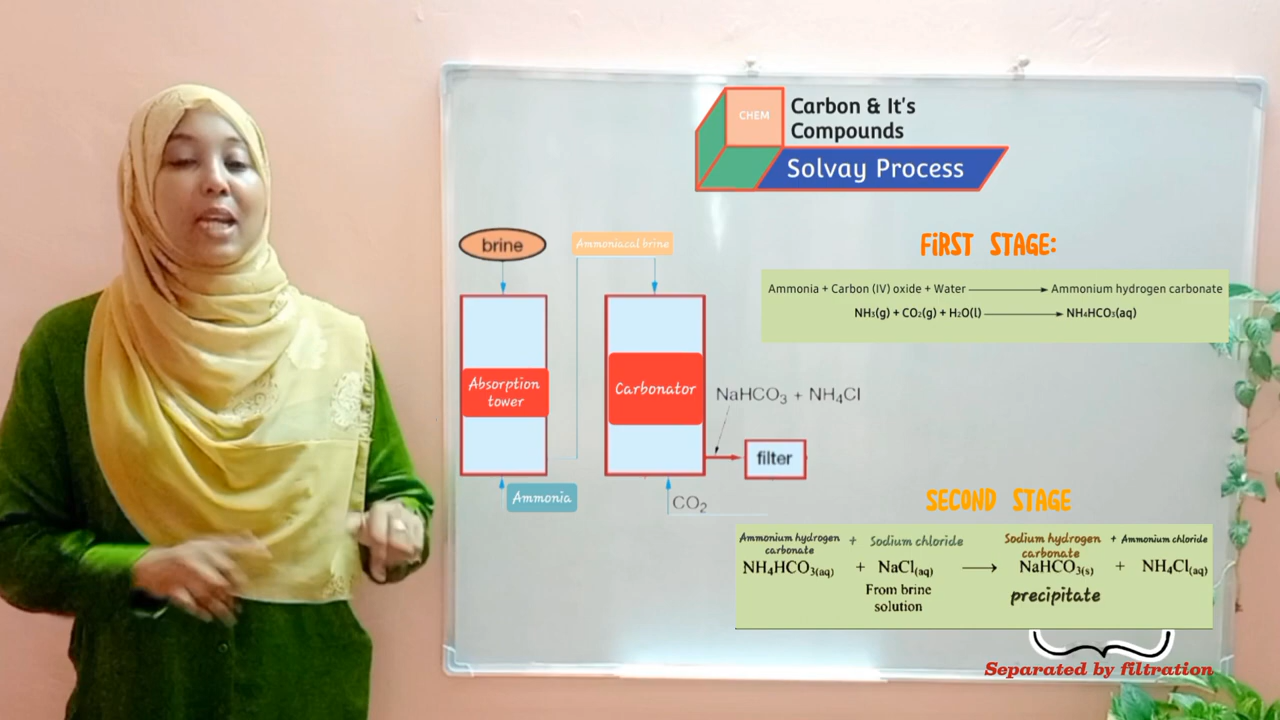 CHEM
Carbon & It's
Compounds
Solvay Process
brine
Ammoniacal brine
Absorption
tower
Carbonator
NaHCO₃ + NH₄Cl
filter
Ammonia
CO₂
FIRST STAGE:
Ammonia + Carbon (IV) oxide + Water ⟶ Ammonium hydrogen carbonate
NH₃(g) + CO₂(g) + H₂O(l) ⟶ NH₄HCO₃(aq)
SECOND STAGE
Ammonium hydrogen carbonate + Sodium chloride Sodium hydrogen carbonate + Ammonium chloride
NH₄HCO₃(aq) + NaCl(aq) ⟶ NaHCO₃(s) + NH₄Cl(aq)
From brine
solution
precipitate
Separated by filtration